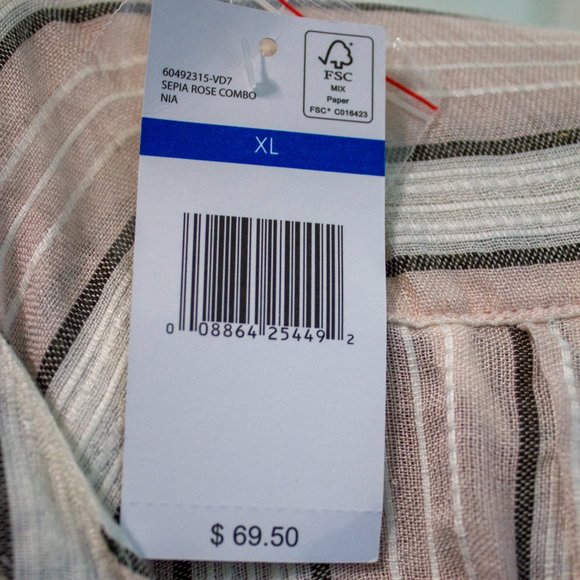 60492315-VD7
SEPIA ROSE COMBO
NIA
FSC
MIX
Paper
FSC® C016423
XL
0 08864 25449 2
$ 69.50